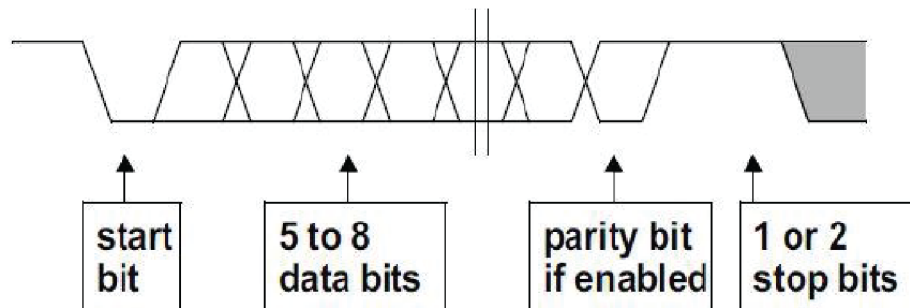 start
bit
5 to 8
data bits
parity bit
if enabled
1 or 2
stop bits